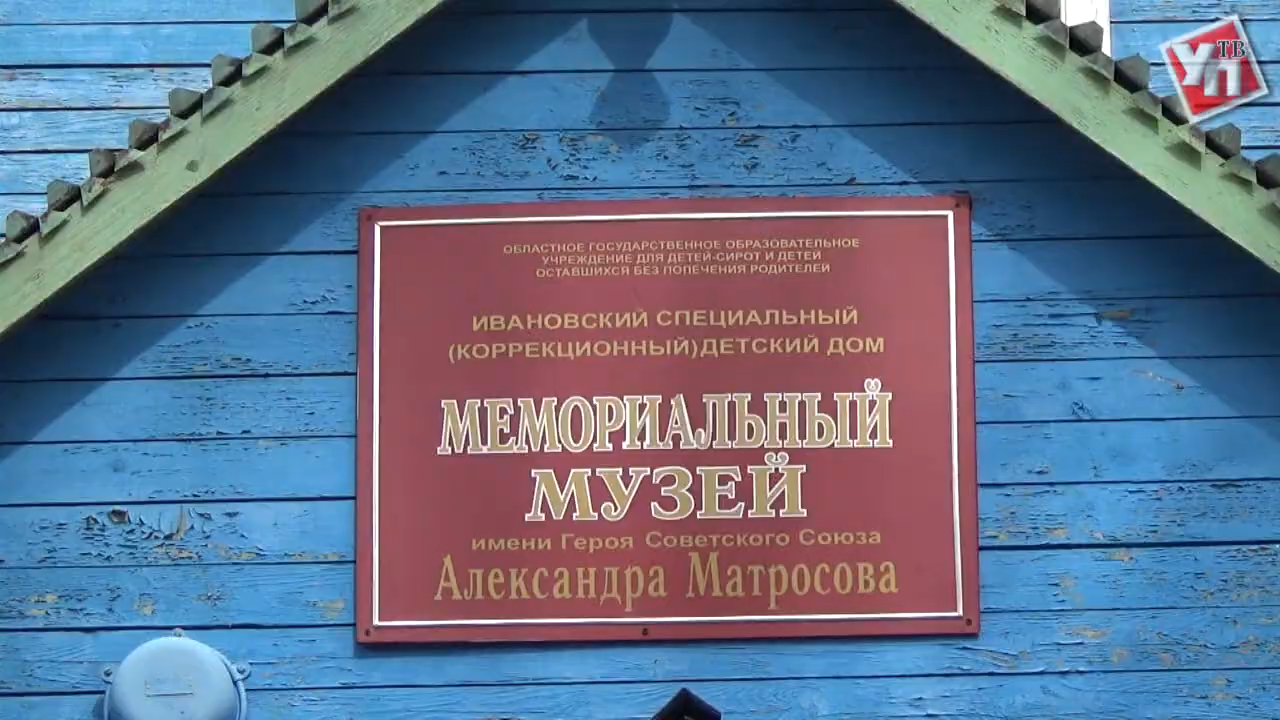 УП ТВ
ОБЛАСТНОЕ ГОСУДАРСТВЕННОЕ ОБРАЗОВАТЕЛЬНОЕ
УЧРЕЖДЕНИЕ ДЛЯ ДЕТЕЙ-СИРОТ И ДЕТЕЙ
ОСТАВШИХСЯ БЕЗ ПОПЕЧЕНИЯ РОДИТЕЛЕЙ
ИВАНОВСКИЙ СПЕЦИАЛЬНЫЙ
(КОРРЕКЦИОННЫЙ)ДЕТСКИЙ ДОМ
МЕМОРИАЛЬНЫЙ
МУЗЕЙ
имени Героя Советского Союза
Александра Матросова